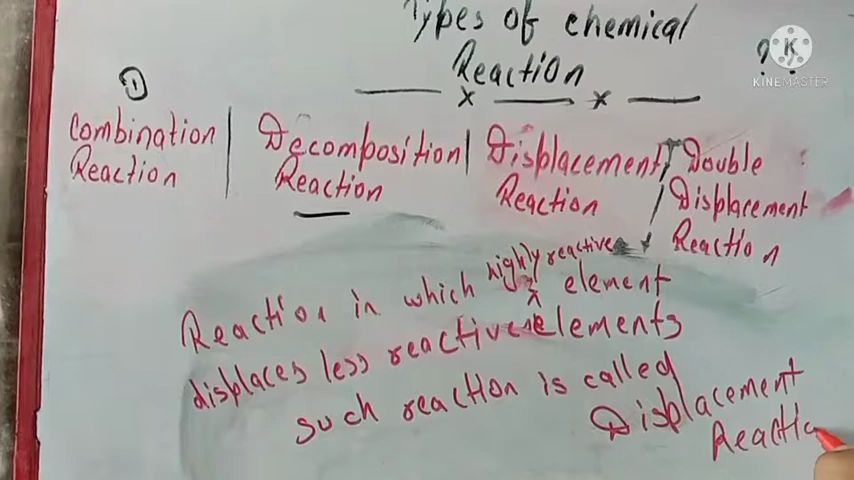 Types of chemical
Reaction ??
K
KINEMASTER
①
Combination
Reaction
Decomposition
Reaction
Displacement
Reaction
Double
Displacement
Reaction
Reaction in which highly reactive element
displaces less reactive elements
such reaction is called
Displacement
Reactio